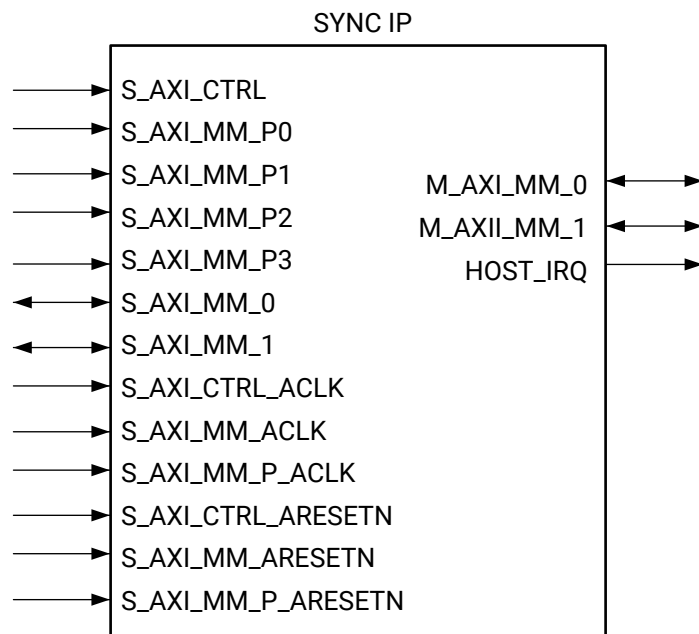 SYNC IP
S_AXI_CTRL
S_AXI_MM_P0
S_AXI_MM_P1
S_AXI_MM_P2
S_AXI_MM_P3
S_AXI_MM_0
S_AXI_MM_1
S_AXI_CTRL_ACLK
S_AXI_MM_ACLK
S_AXI_MM_P_ACLK
S_AXI_CTRL_ARESETN
S_AXI_MM_ARESETN
S_AXI_MM_P_ARESETN
M_AXI_MM_0
M_AXII_MM_1
HOST_IRQ